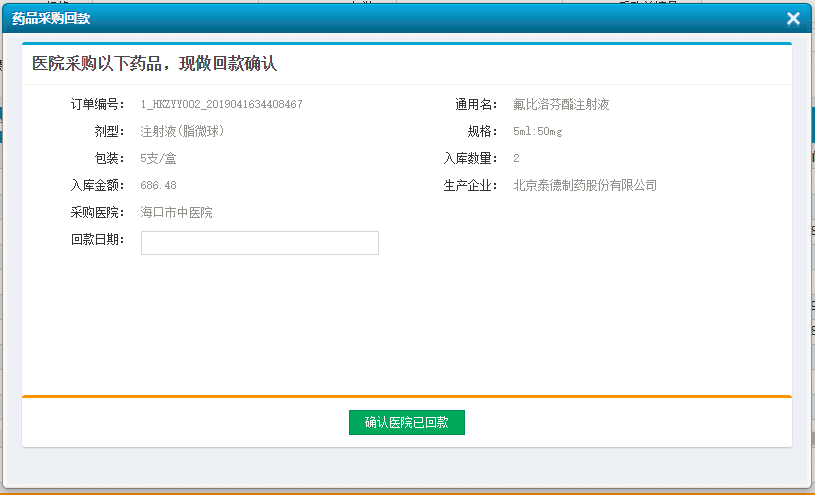 药品采购回款
医院采购以下药品，现做回款确认
订单编号： 1_HKZYY002_2019041634408467 通用名： 氟比洛芬酯注射液
剂型： 注射液(脂微球) 规格： 5ml:50mg
包装： 5支/盒 入库数量： 2
入库金额： 686.48 生产企业： 北京泰德制药股份有限公司
采购医院： 海口市中医院
回款日期：
确认医院已回款